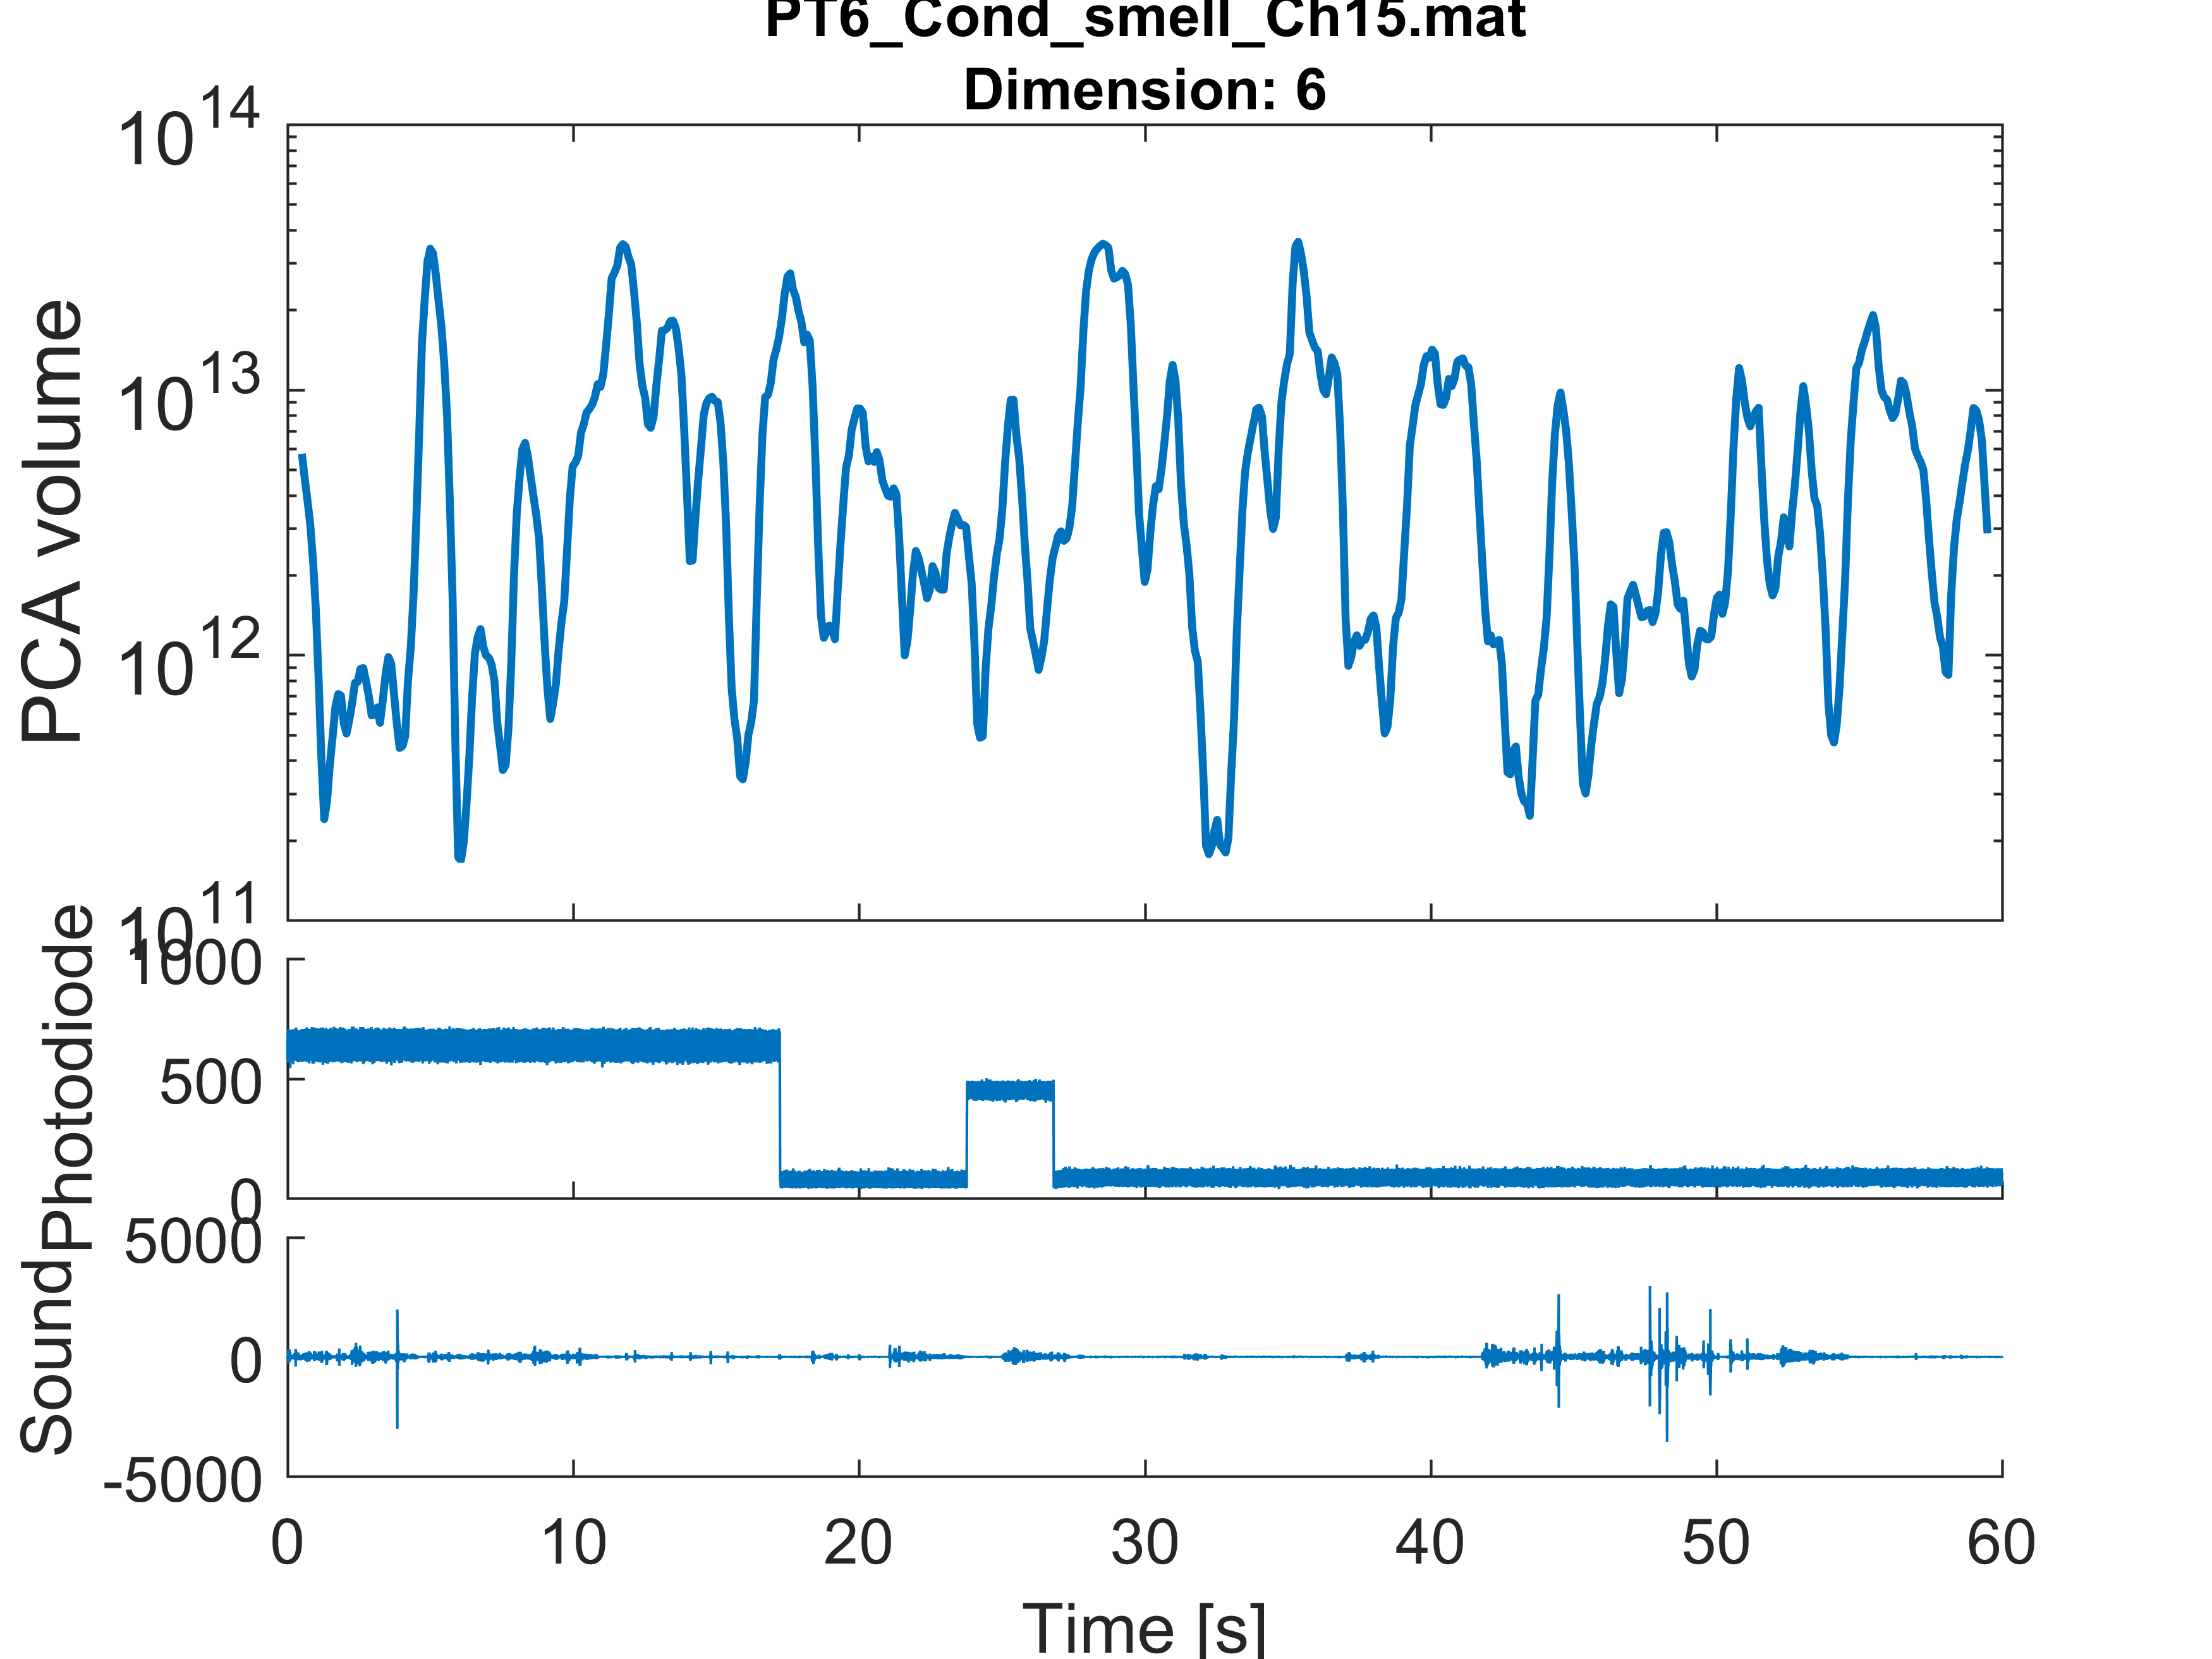 PT6_Cond_smell_Ch15.mat
Dimension: 6
10^14
10^13
10^12
10^11
PCA volume
1000
500
0
Photodiode
5000
0
-5000
Sound
0 10 20 30 40 50 60
Time [s]